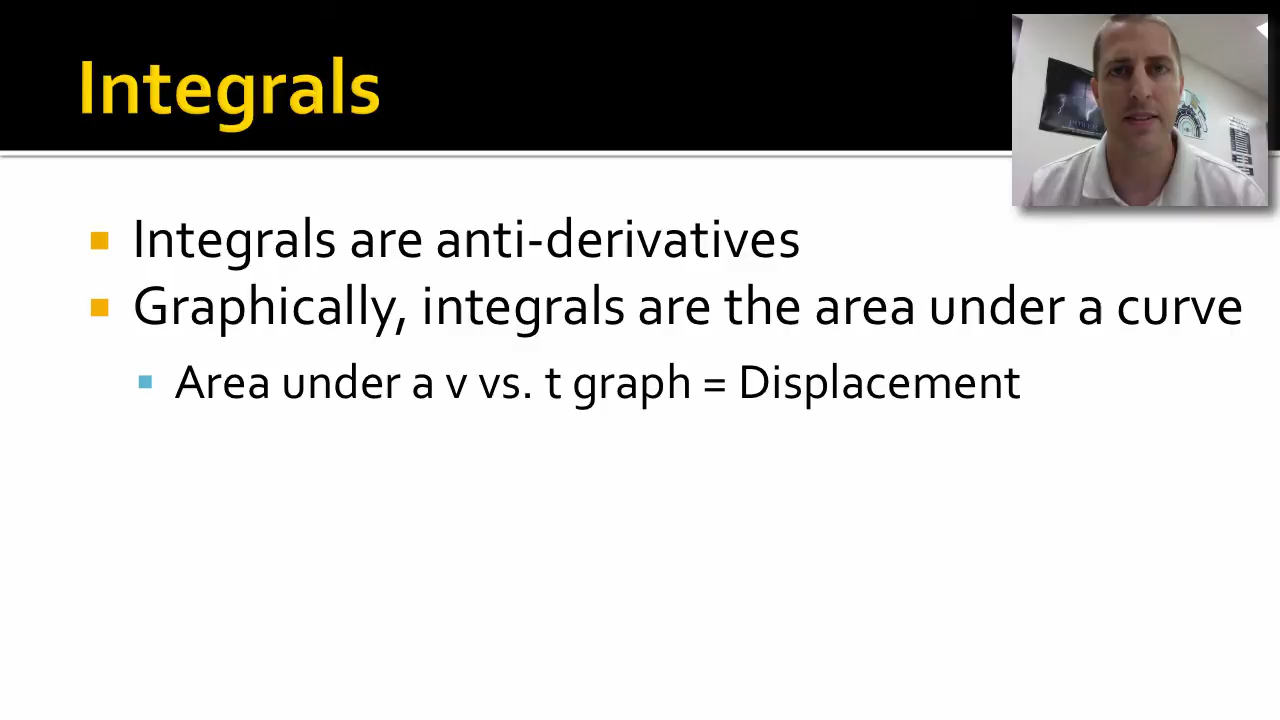 Integrals
Integrals are anti-derivatives
Graphically, integrals are the area under a curve
Area under a v vs. t graph = Displacement